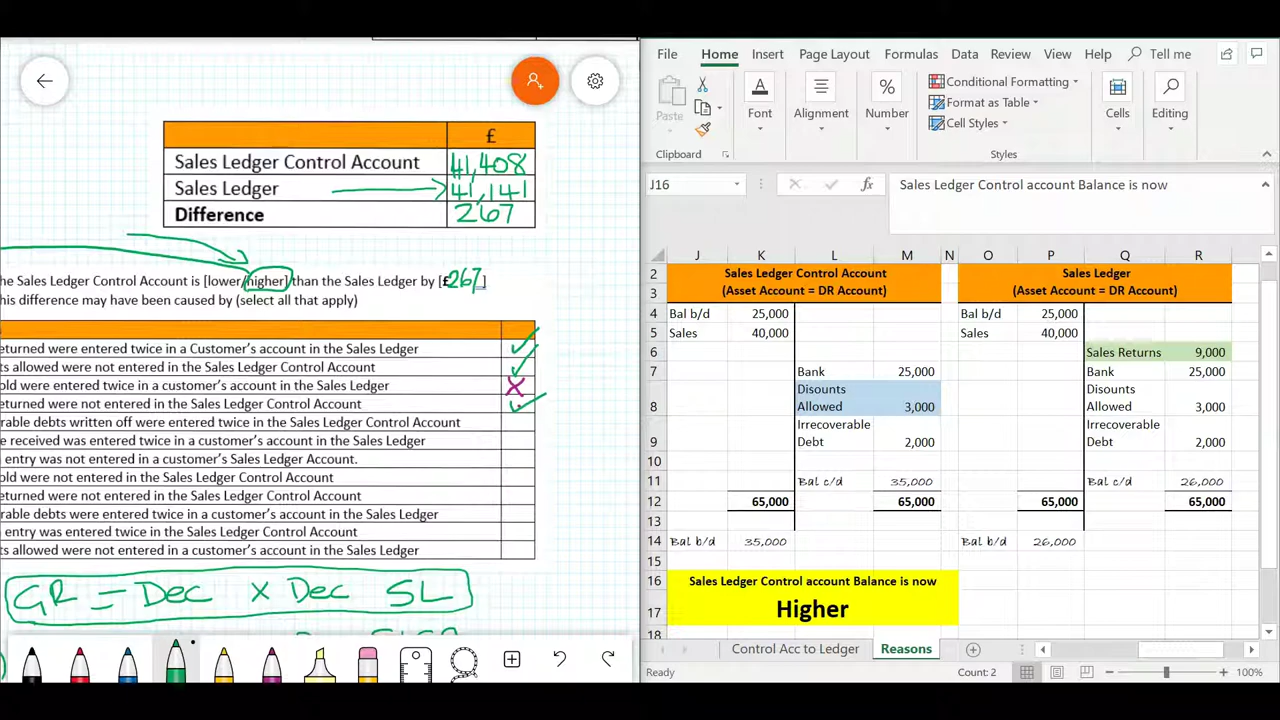 £
Sales Ledger Control Account 41,408
Sales Ledger 41,141
Difference 267
he Sales Ledger Control Account is [lower/higher] than the Sales Ledger by [£267]
his difference may have been caused by (select all that apply)
eturned were entered twice in a Customer's account in the Sales Ledger
ts allowed were not entered in the Sales Ledger Control Account
old were entered twice in a customer's account in the Sales Ledger
eturned were not entered in the Sales Ledger Control Account
rable debts written off were entered twice in the Sales Ledger Control Account
e received was entered twice in a customer's account in the Sales Ledger
entry was not entered in a customer's Sales Ledger Account.
old were not entered in the Sales Ledger Control Account
eturned were not entered in the Sales Ledger Control Account
rable debts were entered twice in a customer's account in the Sales Ledger
entry was entered twice in the Sales Ledger Control Account
ts allowed were not entered in a customer's account in the Sales Ledger
GR = Dec x Dec SL
File Home Insert Page Layout Formulas Data Review View Help Tell me
Paste
Clipboard
Font
Alignment
Number
Conditional Formatting
Format as Table
Cell Styles
Styles
Cells
Editing
J16 fx Sales Ledger Control account Balance is now
J K L M N O P Q R
2 Sales Ledger Control Account Sales Ledger
3 (Asset Account = DR Account) (Asset Account = DR Account)
4 Bal b/d 25,000 Bal b/d 25,000
5 Sales 40,000 Sales 40,000
6 Sales Returns 9,000
7 Bank 25,000 Bank 25,000
Disounts Discounts
8 Allowed 3,000 Allowed 3,000
Irrecoverable Irrecoverable
9 Debt 2,000 Debt 2,000
10
11 Bal c/d 35,000 Bal c/d 26,000
12 65,000 65,000 65,000 65,000
13
14 Bal b/d 35,000 Bal b/d 26,000
15
16 Sales Ledger Control account Balance is now
17 Higher
18
Control Acc to Ledger Reasons
Ready Count: 2 100%